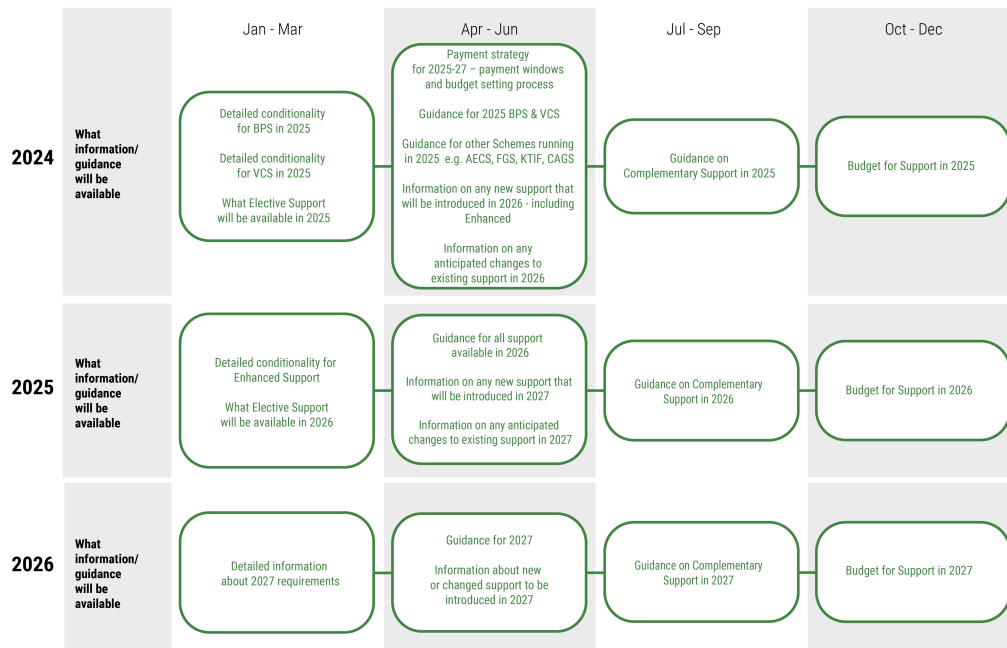 Jan - Mar
Apr - Jun
Jul - Sep
Oct - Dec
2024
What
information/
guidance
will be
available
Detailed conditionality
for BPS in 2025
Detailed conditionality
for VCS in 2025
What Elective Support
will be available in 2025
Payment strategy
for 2025-27 – payment windows
and budget setting process
Guidance for 2025 BPS & VCS
Guidance for other Schemes running
in 2025 e.g. AECS, FGS, KTIF, CAGS
Information on any new support that
will be introduced in 2026 - including
Enhanced
Information on any
anticipated changes to
existing support in 2026
Guidance on
Complementary Support in 2025
Budget for Support in 2025
2025
What
information/
guidance
will be
available
Detailed conditionality for
Enhanced Support
What Elective Support
will be available in 2026
Guidance for all support
available in 2026
Information on any new support that
will be introduced in 2027
Information on any anticipated
changes to existing support in 2027
Guidance on Complementary
Support in 2026
Budget for Support in 2026
2026
What
information/
guidance
will be
available
Detailed information
about 2027 requirements
Guidance for 2027
Information about new
or changed support to be
introduced in 2027
Guidance on Complementary
Support in 2027
Budget for Support in 2027